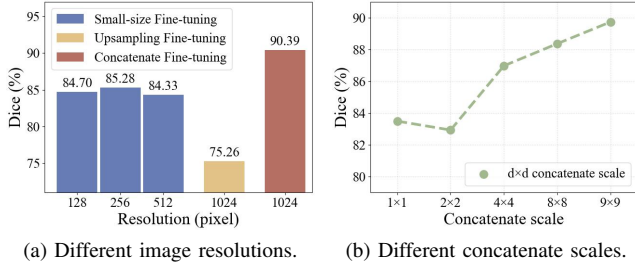 Dice (%)
95
90
85
80
75
Small-size Fine-tuning
Upsampling Fine-tuning
Concatenate Fine-tuning
84.70
85.28
84.33
75.26
90.39
128
256
512
1024
1024
Resolution (pixel)
(a) Different image resolutions.
Dice (%)
90
88
86
84
82
80
d×d concatenate scale
1×1
2×2
4×4
8×8
9×9
Concatenate scale
(b) Different concatenate scales.